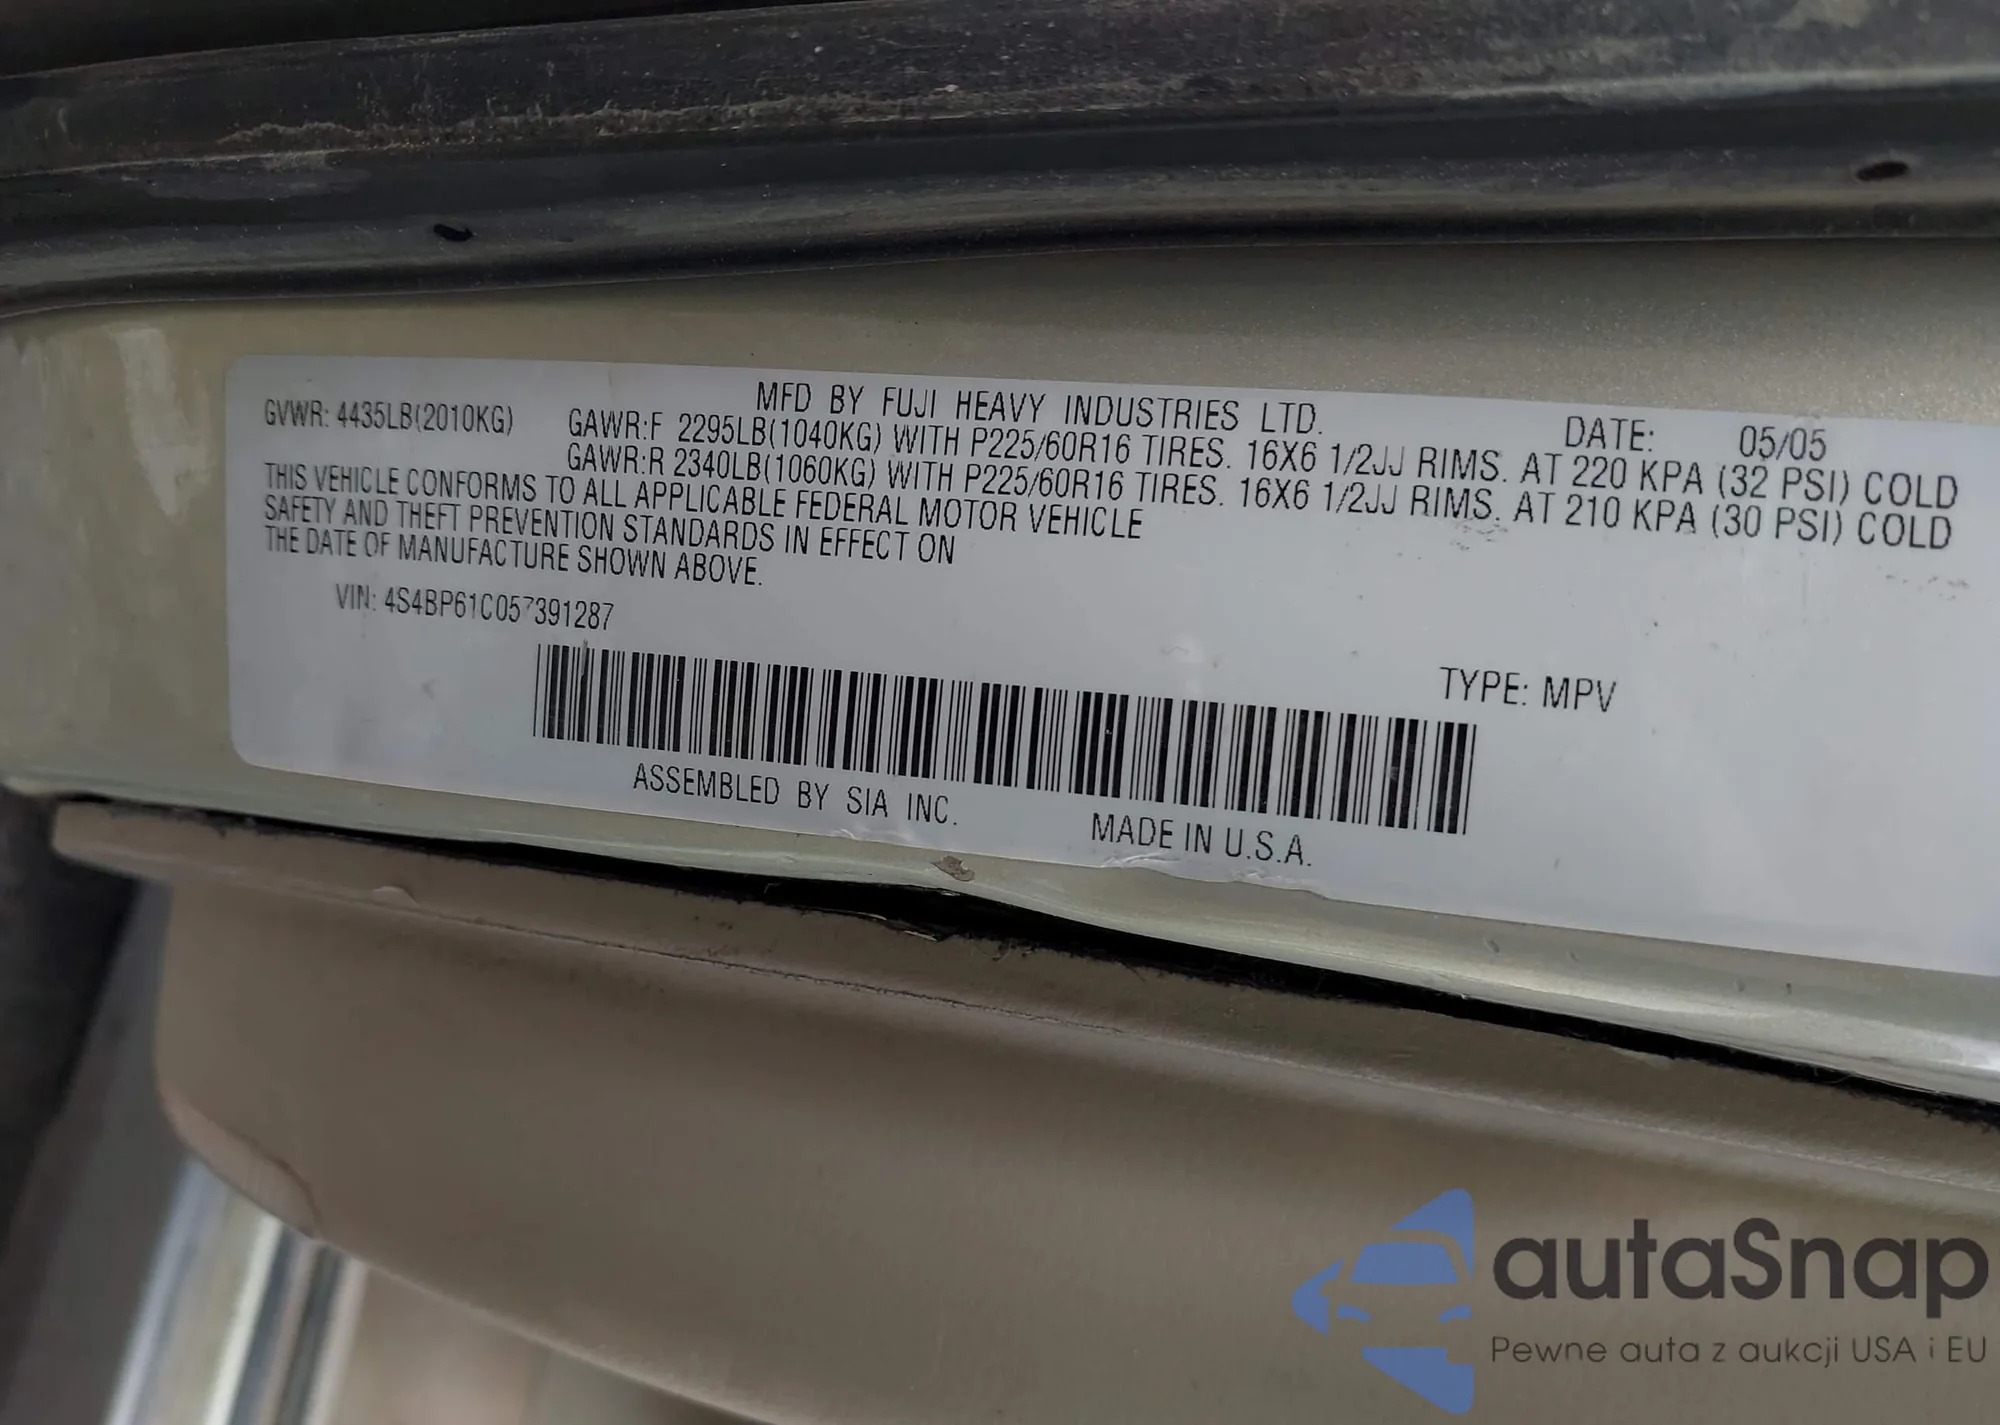 MFD BY FUJI HEAVY INDUSTRIES LTD. DATE: 05/05
GVWR: 4435LB(2010KG) GAWR:F 2295LB(1040KG) WITH P225/60R16 TIRES. 16X6 1/2JJ RIMS. AT 220 KPA (32 PSI) COLD
GAWR:R 2340LB(1060KG) WITH P225/60R16 TIRES. 16X6 1/2JJ RIMS. AT 210 KPA (30 PSI) COLD
THIS VEHICLE CONFORMS TO ALL APPLICABLE FEDERAL MOTOR VEHICLE
SAFETY AND THEFT PREVENTION STANDARDS IN EFFECT ON
THE DATE OF MANUFACTURE SHOWN ABOVE.
VIN: 4S4BP61C057391287
TYPE: MPV
ASSEMBLED BY SIA INC. MADE IN U.S.A.
autaSnap
Pewne auta z aukcji USA i EU